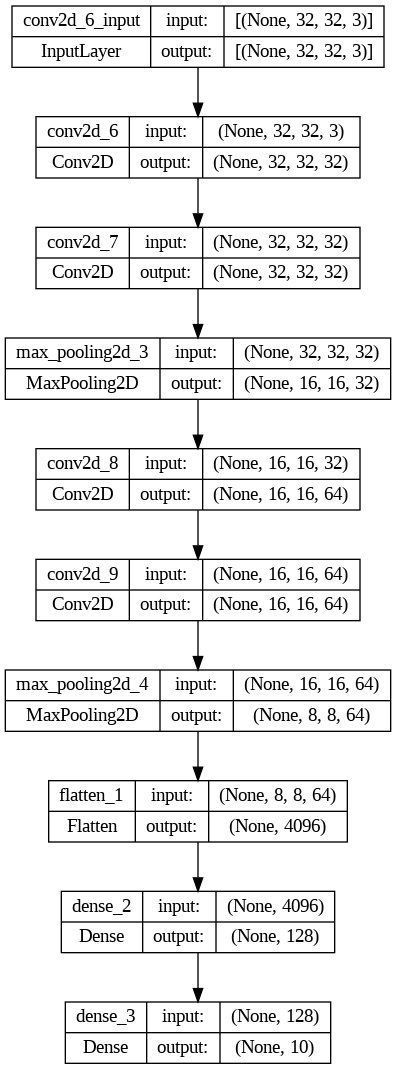 conv2d_6_input input: [(None, 32, 32, 3)]
InputLayer output: [(None, 32, 32, 3)]
conv2d_6 input: (None, 32, 32, 3)
Conv2D output: (None, 32, 32, 32)
conv2d_7 input: (None, 32, 32, 32)
Conv2D output: (None, 32, 32, 32)
max_pooling2d_3 input: (None, 32, 32, 32)
MaxPooling2D output: (None, 16, 16, 32)
conv2d_8 input: (None, 16, 16, 32)
Conv2D output: (None, 16, 16, 64)
conv2d_9 input: (None, 16, 16, 64)
Conv2D output: (None, 16, 16, 64)
max_pooling2d_4 input: (None, 16, 16, 64)
MaxPooling2D output: (None, 8, 8, 64)
flatten_1 input: (None, 8, 8, 64)
Flatten output: (None, 4096)
dense_2 input: (None, 4096)
Dense output: (None, 128)
dense_3 input: (None, 128)
Dense output: (None, 10)